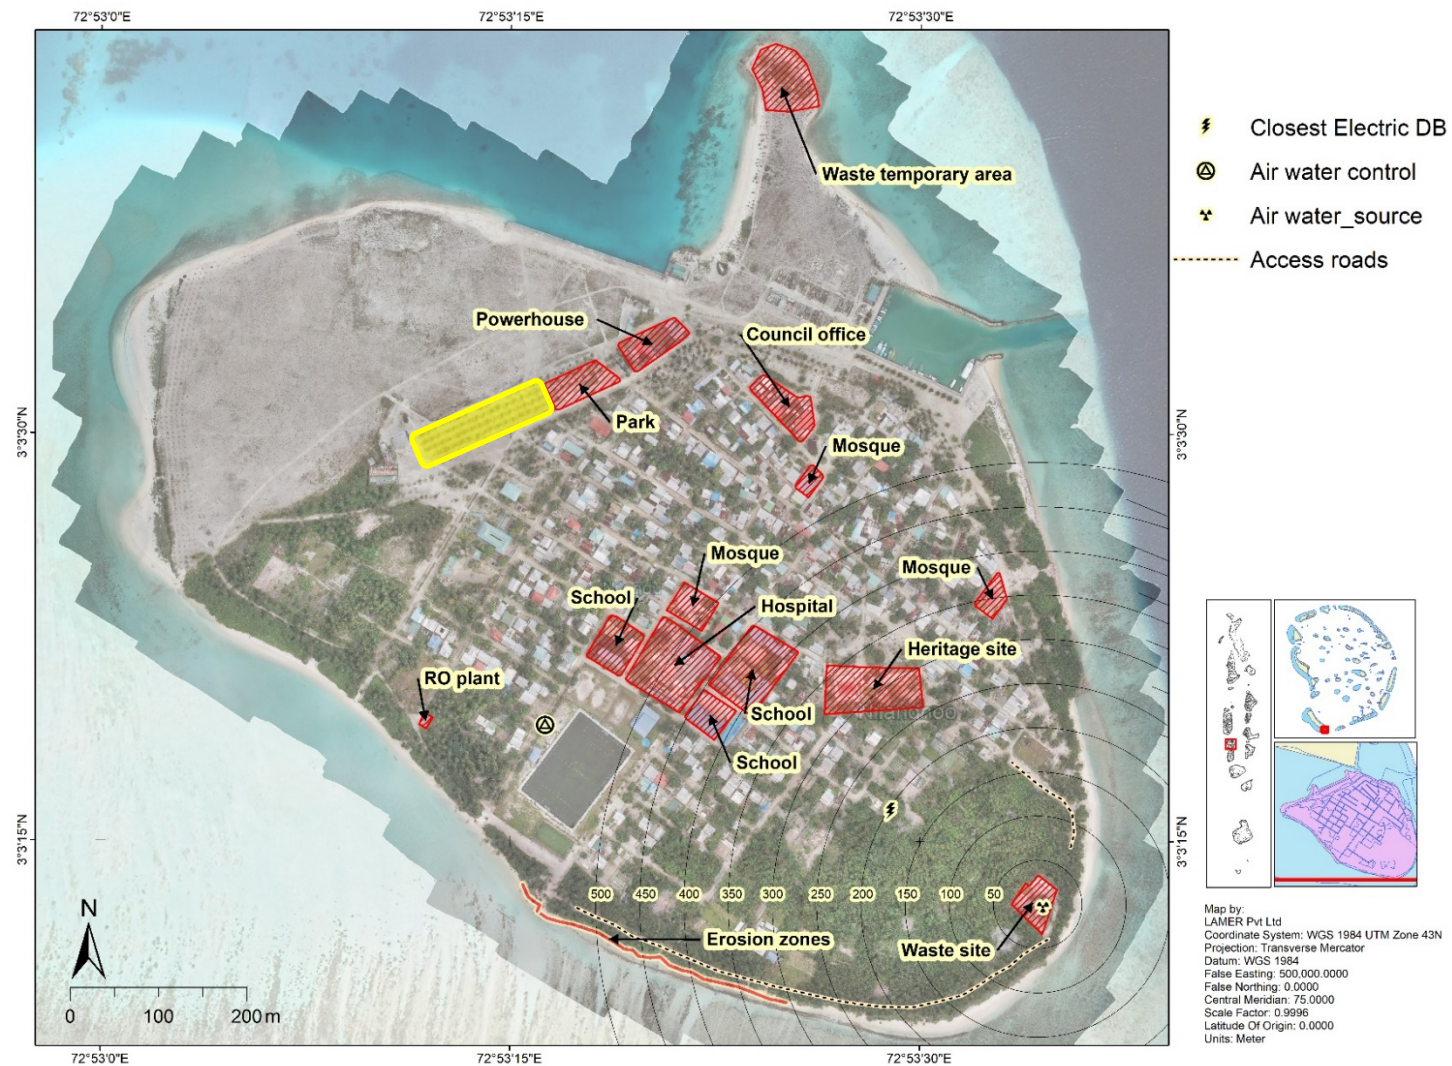 72°53'0"E
72°53'15"E
72°53'30"E
Closest Electric DB
Air water control
Air water_source
Access roads
Waste temporary area
Powerhouse
Council office
Park
Mosque
3°3'30"N
3°3'30"N
Mosque
Mosque
School
Hospital
Heritage site
RO plant
School
School
3°3'15"N
3°3'15"N
500
450
400
350
300
250
200
150
100
50
Erosion zones
Waste site
N
0
100
200 m
72°53'0"E
72°53'15"E
72°53'30"E
Map by:
LAMER Pvt Ltd
Coordinate System: WGS 1984 UTM Zone 43N
Projection: Transverse Mercator
Datum: WGS 1984
False Easting: 500,000.0000
False Northing: 0.0000
Central Meridian: 75.0000
Scale Factor: 0.9996
Latitude Of Origin: 0.0000
Units: Meter